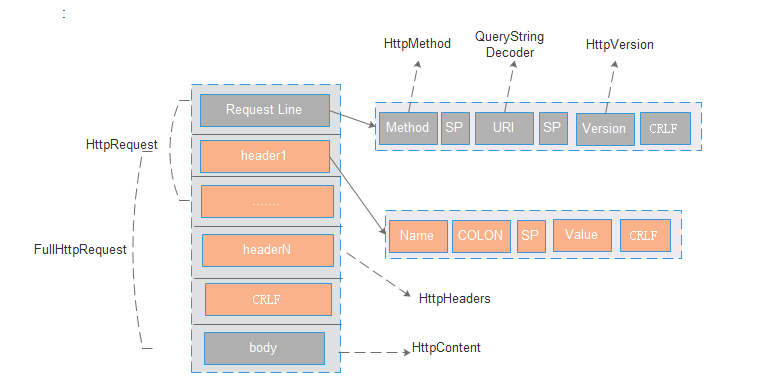 :
HttpMethod
QueryString
Decoder
HttpVersion
Request Line
Method SP URI SP Version CRLF
HttpRequest
header1
.......
Name COLON SP Value CRLF
FullHttpRequest
headerN
HttpHeaders
CRLF
body
HttpContent